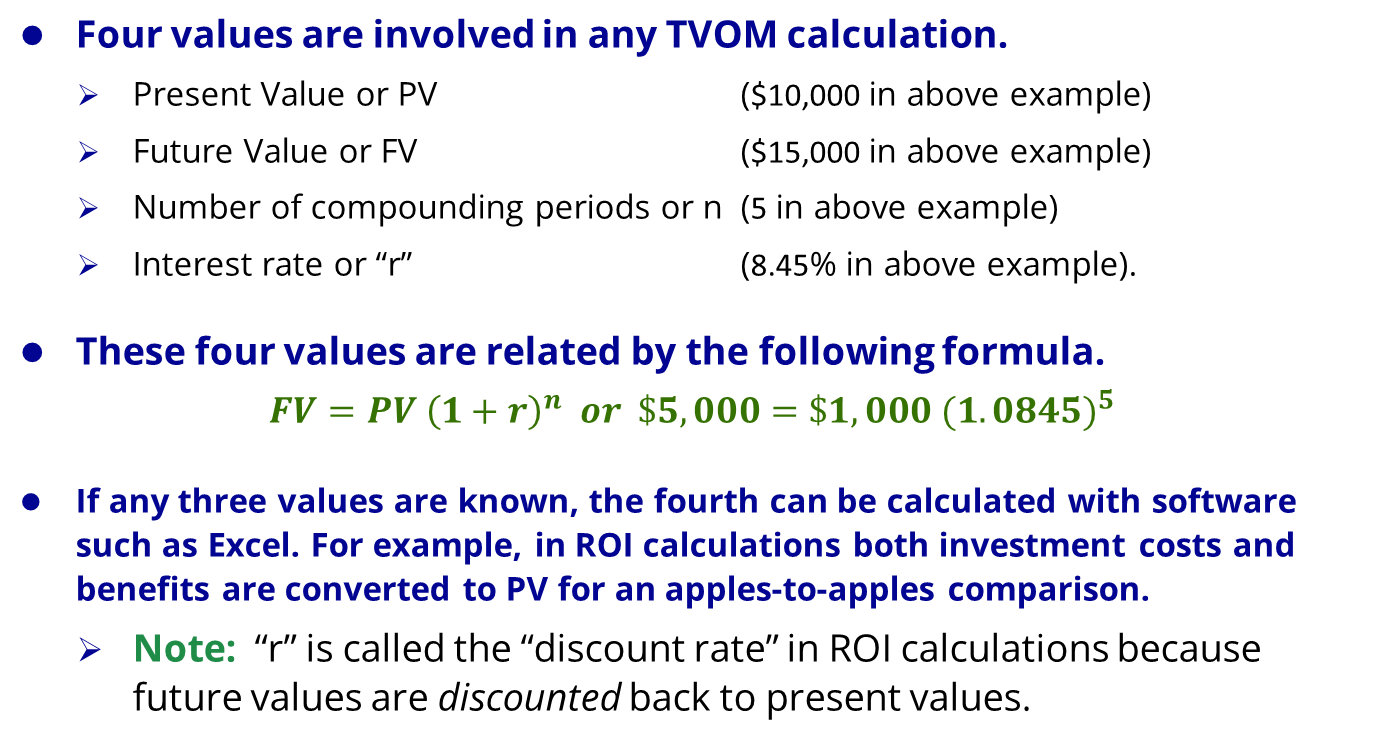 ● Four values are involved in any TVOM calculation.
➢ Present Value or PV ($10,000 in above example)
➢ Future Value or FV ($15,000 in above example)
➢ Number of compounding periods or n (5 in above example)
➢ Interest rate or “r” (8.45% in above example).
● These four values are related by the following formula.
FV = PV (1 + r)ⁿ or $5,000 = $1,000 (1.0845)⁵
● If any three values are known, the fourth can be calculated with software
such as Excel. For example, in ROI calculations both investment costs and
benefits are converted to PV for an apples-to-apples comparison.
➢ Note: “r” is called the “discount rate” in ROI calculations because
future values are discounted back to present values.